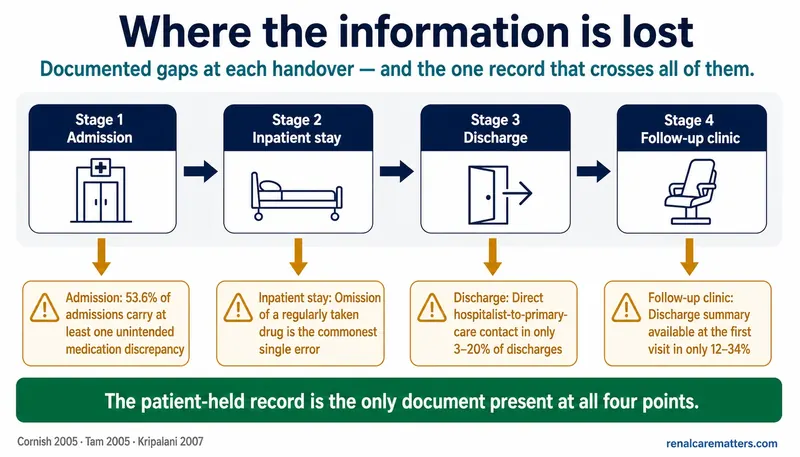 Where the information is lost
Documented gaps at each handover — and the one record that crosses all of them.
Stage 1
Admission
Stage 2
Inpatient stay
Stage 3
Discharge
Stage 4
Follow-up clinic
Admission: 53.6% of
admissions carry at
least one unintended
medication discrepancy
Inpatient stay: Omission
of a regularly taken
drug is the commonest
single error
Discharge: Direct
hospitalist-to-primary-
care contact in only
3–20% of discharges
Follow-up clinic:
Discharge summary
available at the first
visit in only 12–34%
The patient-held record is the only document present at all four points.
Cornish 2005 · Tam 2005 · Kripalani 2007
renalcarematters.com